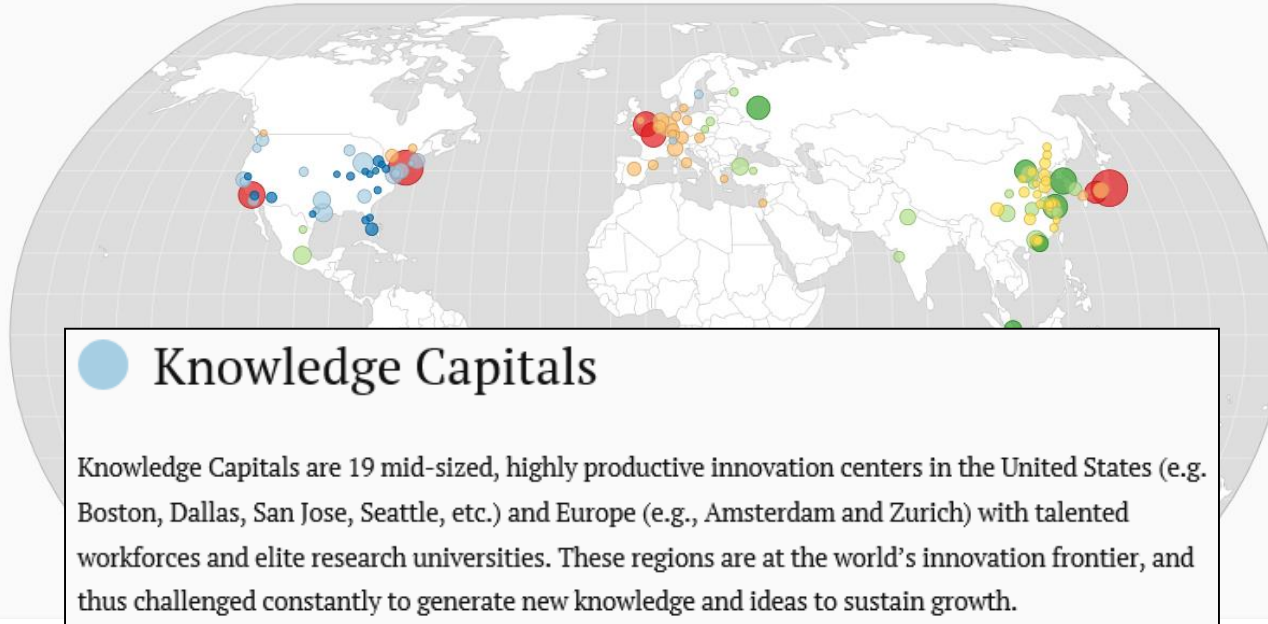 Knowledge Capitals
Knowledge Capitals are 19 mid-sized, highly productive innovation centers in the United States (e.g.
Boston, Dallas, San Jose, Seattle, etc.) and Europe (e.g., Amsterdam and Zurich) with talented
workforces and elite research universities. These regions are at the world’s innovation frontier, and
thus challenged constantly to generate new knowledge and ideas to sustain growth.